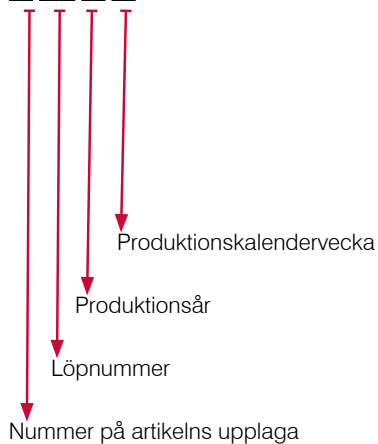 Produktionskalendervecka
Produktionsår
Löpnummer
Nummer på artikelns upplaga